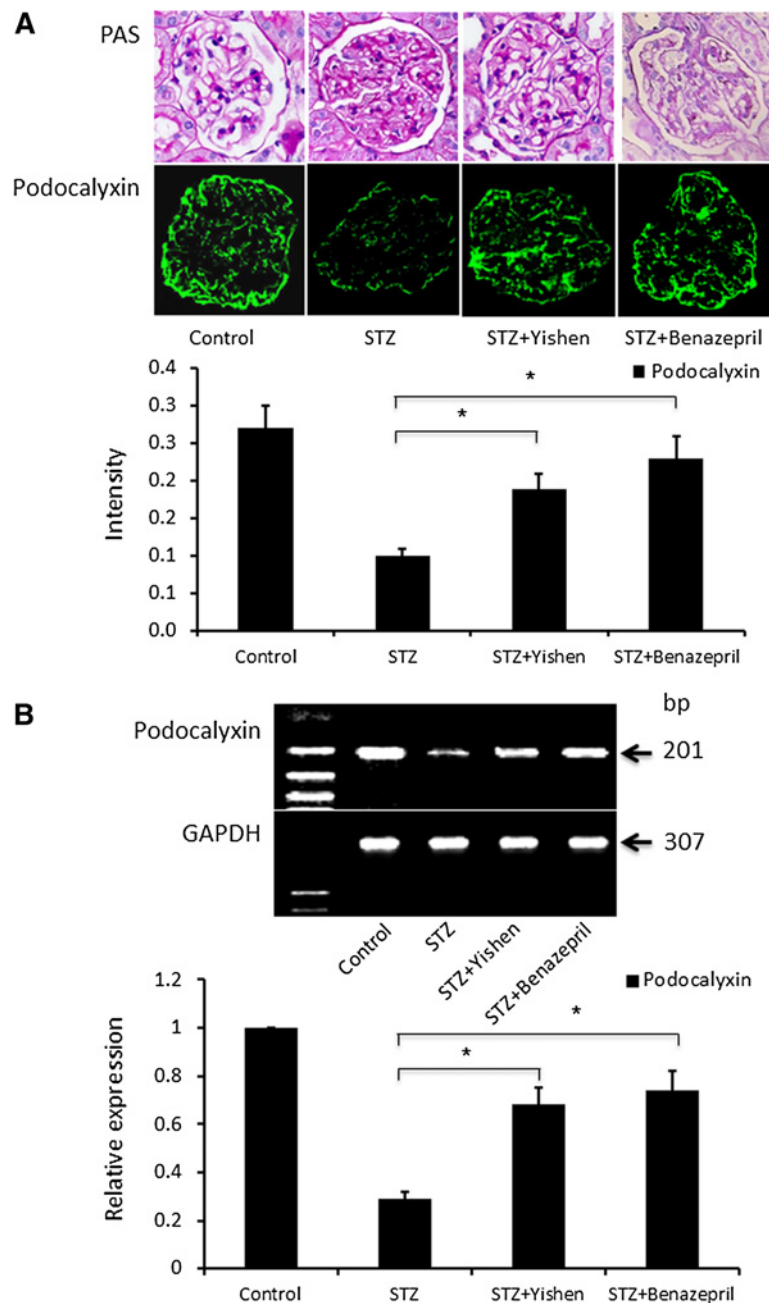 A
PAS
Podocalyxin
Control STZ STZ+Yishen STZ+Benazepril
0.4
0.3
0.3
0.2
0.2
0.1
0.1
0.0
Intensity
Podocalyxin
*
*
Control STZ STZ+Yishen STZ+Benazepril
B
bp
Podocalyxin
201
GAPDH
307
Control
STZ
STZ+Yishen
STZ+Benazepril
1.2
1
0.8
0.6
0.4
0.2
0
Relative expression
Podocalyxin
*
*
Control STZ STZ+Yishen STZ+Benazepril